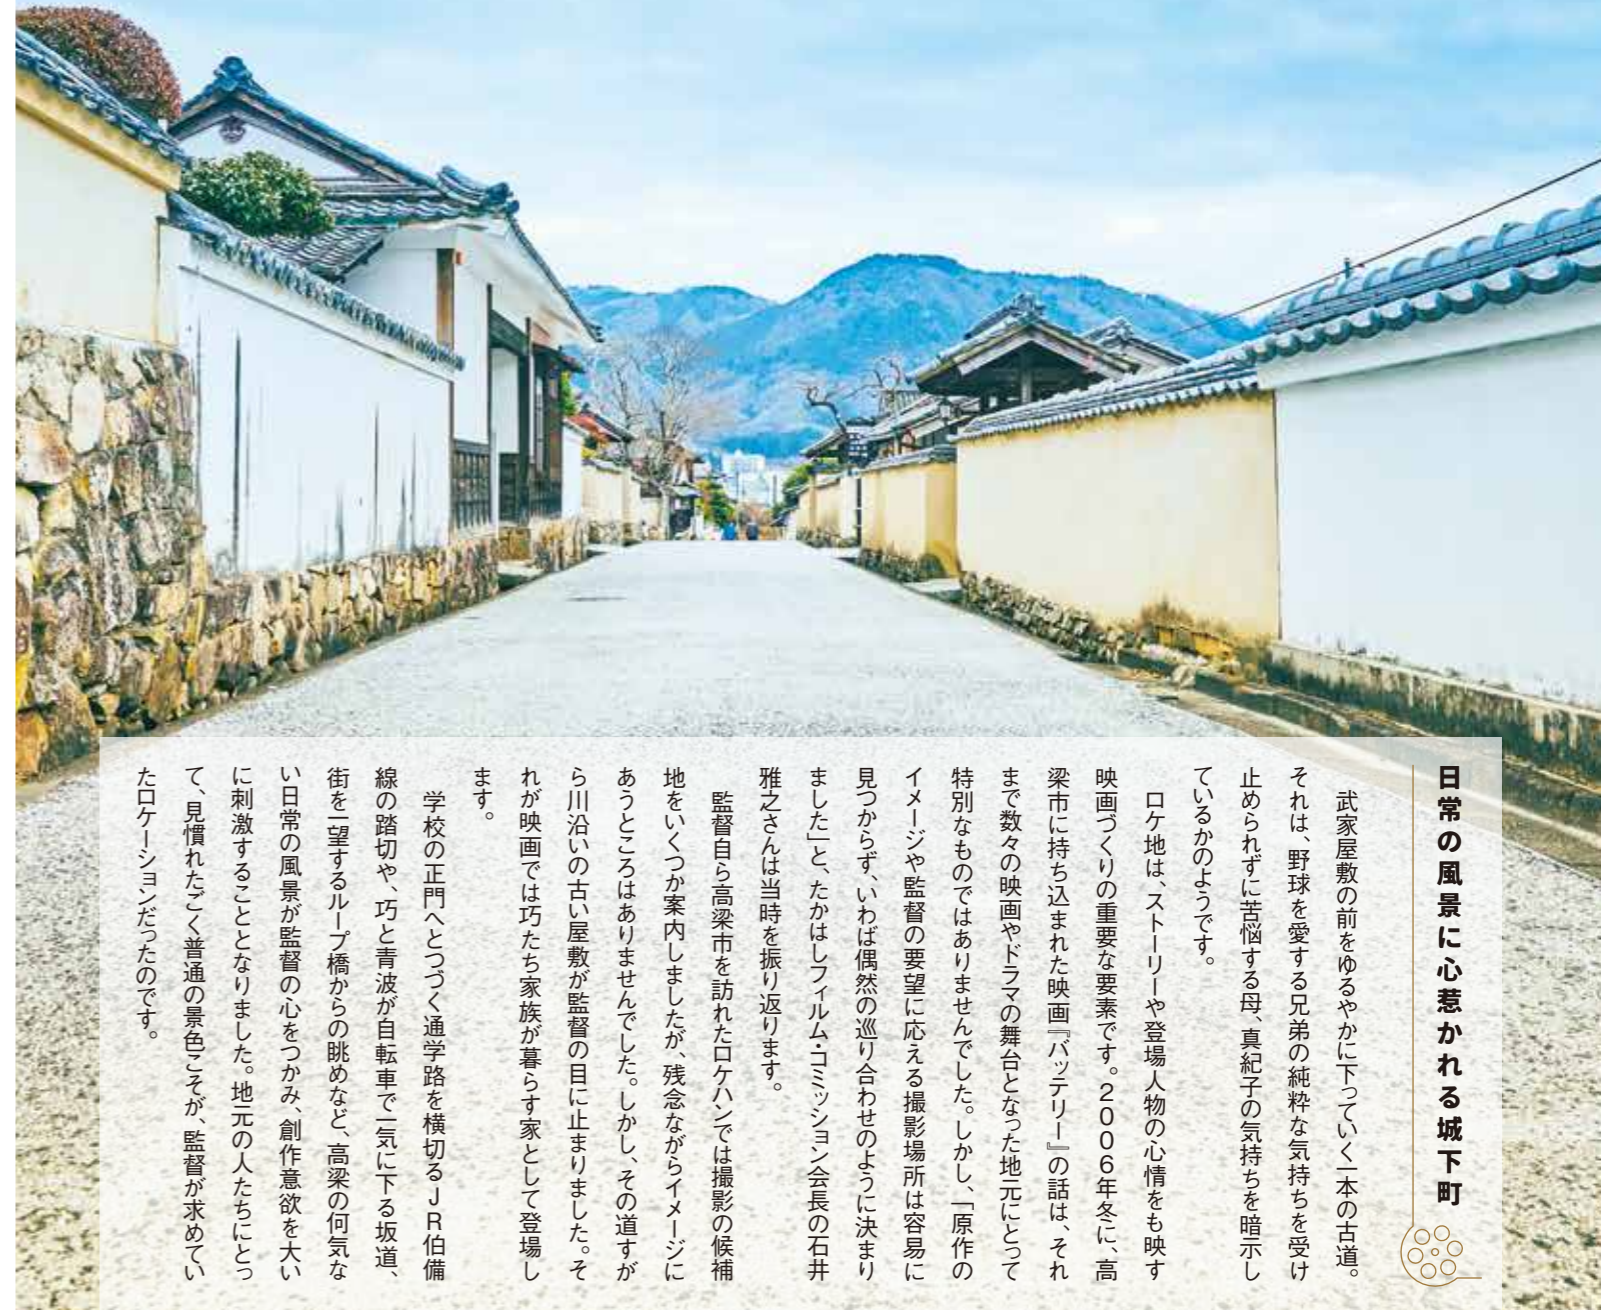 日常の風景に心惹かれる城下町
武家屋敷の前をゆるやかに下っていく一本の古道。
それは、野球を愛する兄弟の純粋な気持ちを受け
止められずに苦悩する母、真紀子の気持ちを暗示し
ているかのようです。
ロケ地は、ストーリーや登場人物の心情をも映す
映画づくりの重要な要素です。2006年冬に、高
梁市に持ち込まれた映画『バッテリー』の話は、それ
まで数々の映画やドラマの舞台となった地元にとって
特別なものではありませんでした。しかし、「原作の
イメージや監督の要望に応える撮影場所は容易に
見つからず、いわば偶然の巡り合わせのように決まり
ました」と、たかはしフィルム・コミッション会長の石井
雅之さんは当時を振り返ります。
監督自ら高梁市を訪れたロケハンでは撮影の候補
地をいくつか案内しましたが、残念ながらイメージに
あうところはありませんでした。しかし、その道すが
ら川沿いの古い屋敷が監督の目に止まりました。そ
れが映画では巧たち家族が暮らす家として登場し
ます。
学校の正門へとつづく通学路を横切るJR伯備
線の踏切や、巧と青波が自転車で一気に下る坂道、
街を一望するループ橋からの眺めなど、高梁の何気な
い日常の風景が監督の心をつかみ、創作意欲を大い
に刺激することとなりました。地元の人たちにとっ
て、見慣れたごく普通の景色こそが、監督が求めてい
たロケーションだったのです。